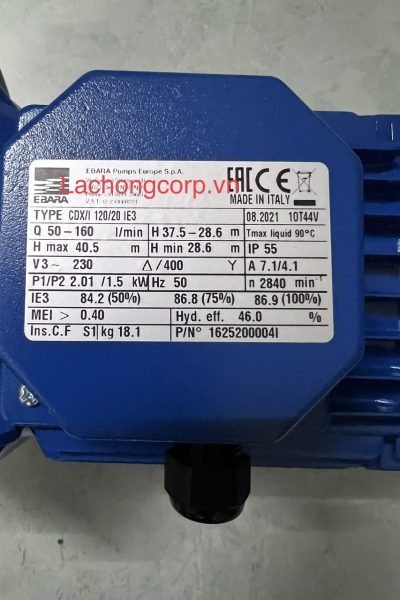 EBARA Pumps Europe S.p.A.
Lachongcorp.vn
EBARA
EAC CE
MADE IN ITALY
TYPE CDX/I 120/20 IE3 08.2021 10T44V
Q 50-160 l/min H 37.5-28.6 m Tmax liquid 90°C
H max 40.5 m H min 28.6 m IP 55
V3~ 230 Δ/400 Y A 7.1/4.1
P1/P2 2.01 /1.5 kW Hz 50 n 2840 min⁻¹
IE3 84.2 (50%) 86.8 (75%) 86.9 (100%)
MEI > 0.40 Hyd. eff. 46.0 %
Ins.C.F S1 kg 18.1 P/N° 1625200004I